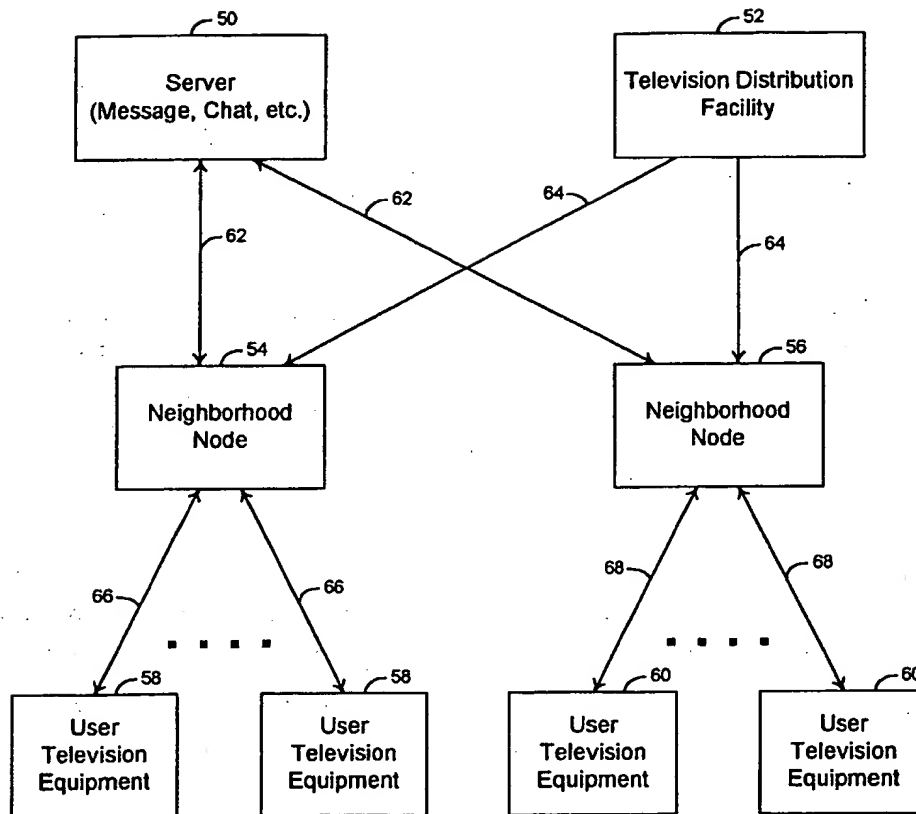 50
52
Server
(Message, Chat, etc.)
Television Distribution
Facility
62
64
62
64
54
56
Neighborhood
Node
Neighborhood
Node
66
66
68
68
58
58
60
60
User
Television
Equipment
User
Television
Equipment
User
Television
Equipment
User
Television
Equipment